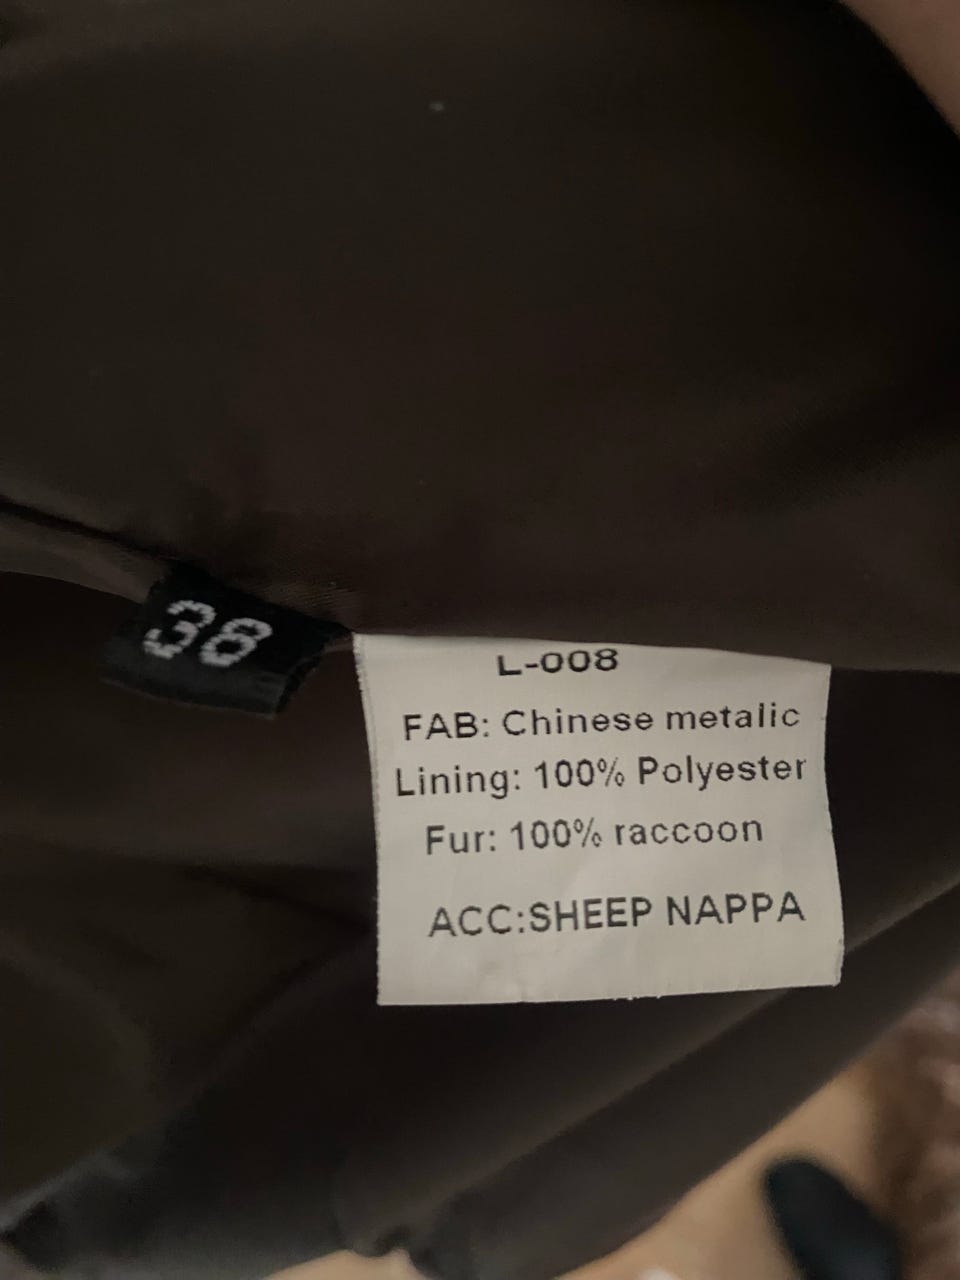 38
L-008
FAB: Chinese metalic
Lining: 100% Polyester
Fur: 100% raccoon
ACC:SHEEP NAPPA